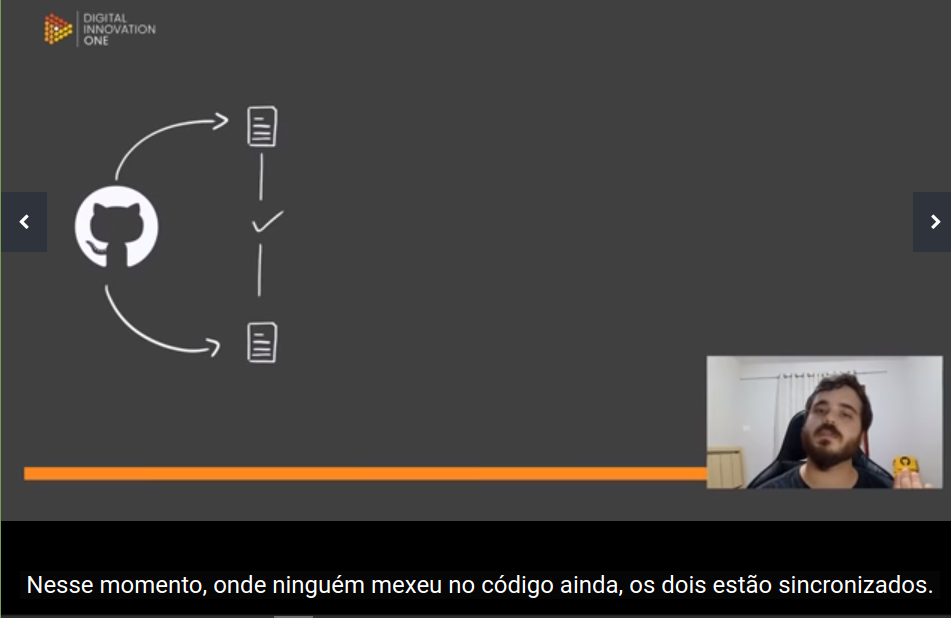 DIGITAL
INNOVATION
ONE
Nesse momento, onde ninguém mexeu no código ainda, os dois estão sincronizados.